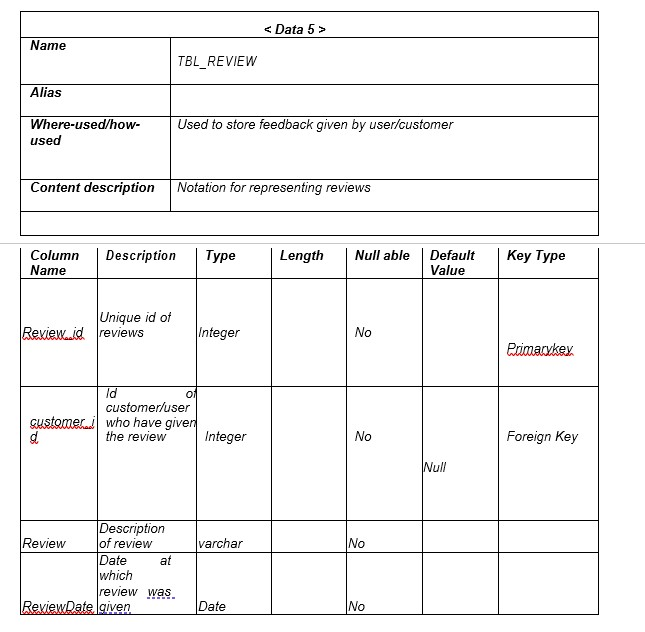 < Data 5 >
Name
TBL_REVIEW
Alias
Where-used/how-
used
Used to store feedback given by user/customer
Content description
Notation for representing reviews
Column
Name
Description
Type
Length
Null able
Default
Value
Key Type
Review_id
Unique id of
reviews
Integer
No
Primarykey
customer_i
d
Id of
customer/user
who have given
the review
Integer
No
Null
Foreign Key
Review
Description
of review
varchar
No
ReviewDate
Date at
which
review was
given
Date
No